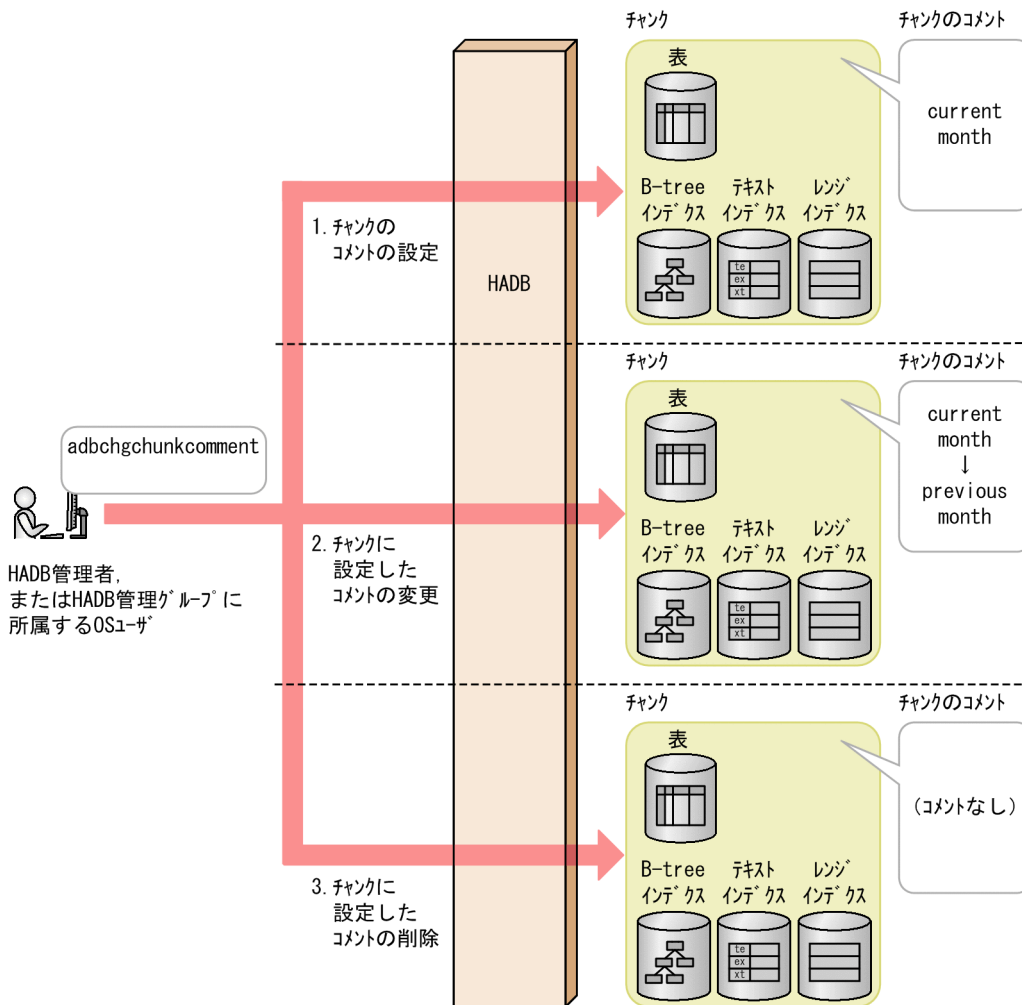 チャンク
チャンクのコメント
表
current
month
B-tree
インデクス
テキスト
インデクス
レンジ
インデクス
te
ex
xt
1. チャンクの
コメントの設定
HADB
チャンク
チャンクのコメント
表
current
month
↓
previous
month
adbchgchunkcomment
B-tree
インデクス
テキスト
インデクス
レンジ
インデクス
te
ex
xt
2. チャンクに
設定した
コメントの変更
HADB管理者,
またはHADB管理グループに
所属するOSユーザ
チャンク
チャンクのコメント
表
(コメントなし)
B-tree
インデクス
テキスト
インデクス
レンジ
インデクス
te
ex
xt
3. チャンクに
設定した
コメントの削除